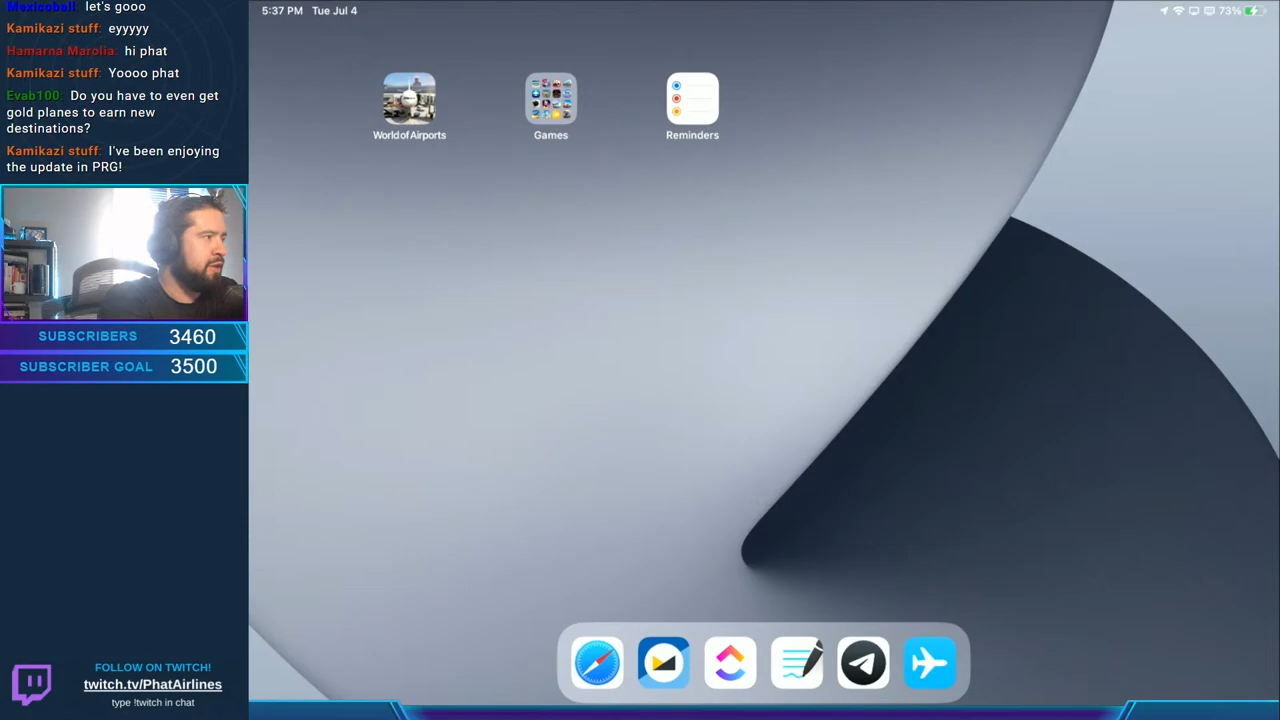 Mexicoball: let's gooo
Kamikazi stuff: eyyyyy
Hamarna Marolia: hi phat
Kamikazi stuff: Yoooo phat
Evab100: Do you have to even get
gold planes to earn new
destinations?
Kamikazi stuff: I've been enjoying
the update in PRG!
SUBSCRIBERS 3460
SUBSCRIBER GOAL 3500
FOLLOW ON TWITCH!
twitch.tv/PhatAirlines
type !twitch in chat
5:37 PM Tue Jul 4
73%
WorldofAirports
Games
Reminders